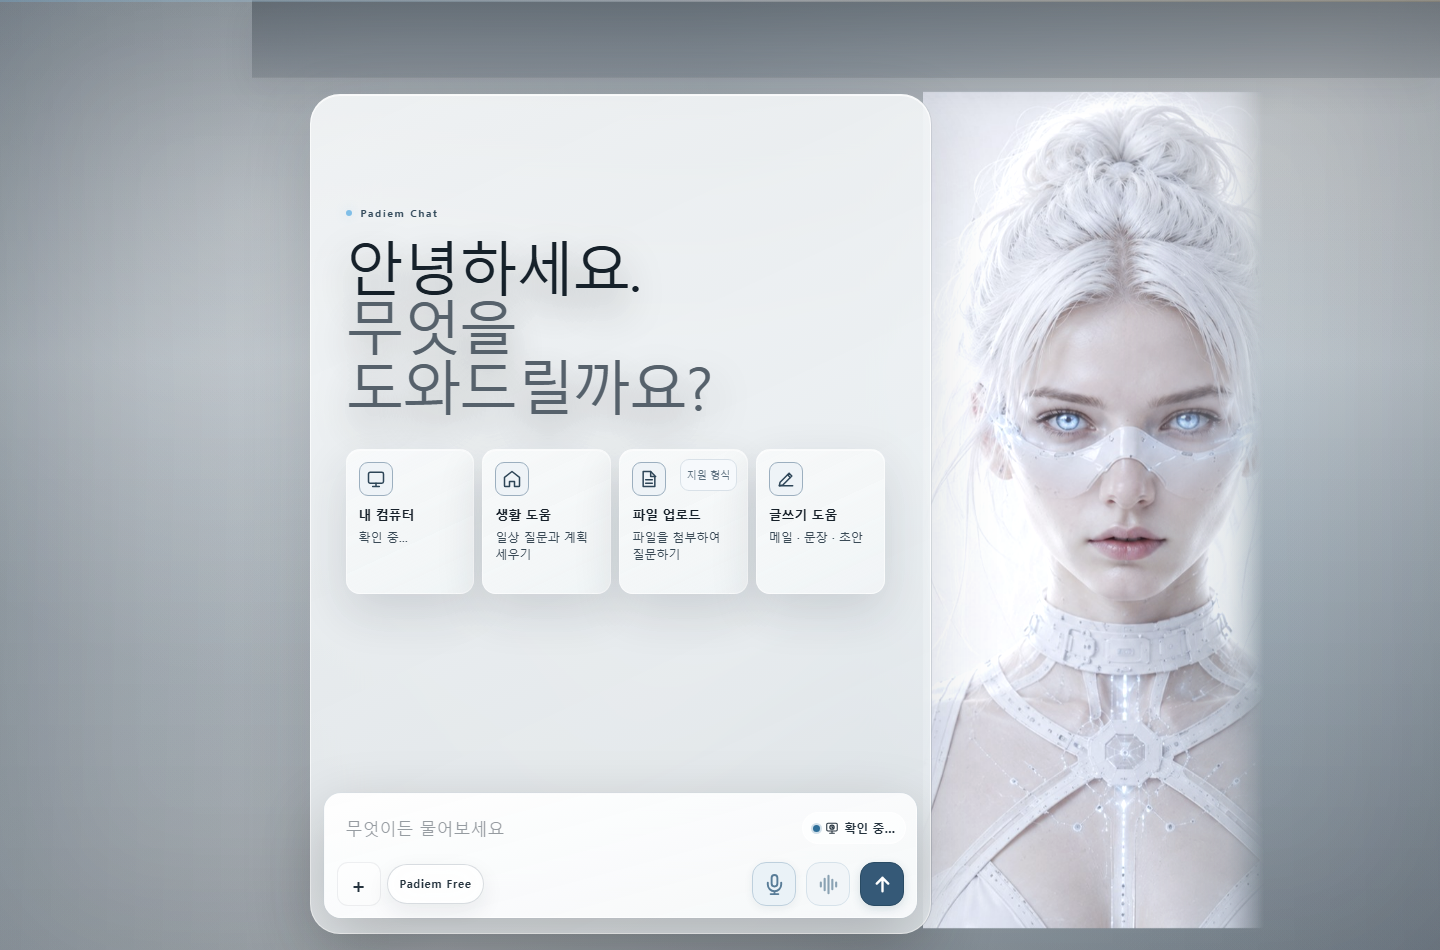 Padiem Chat
안녕하세요.
무엇을
도와드릴까요?
지원 형식
내 컴퓨터
확인 중...
생활 도움
일상 질문과 계획
세우기
파일 업로드
파일을 첨부하여
질문하기
글쓰기 도움
메일 · 문장 · 초안
무엇이든 물어보세요
확인 중...
Padiem Free